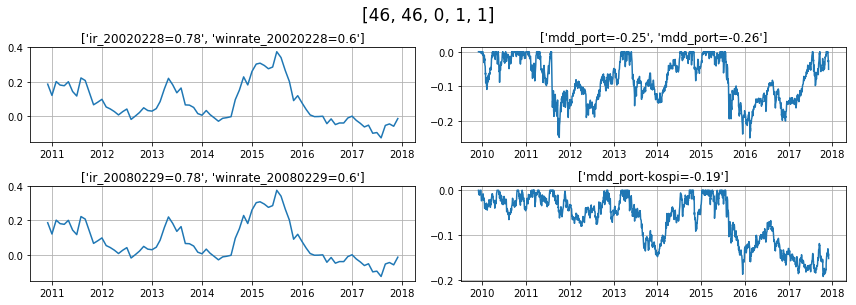 [46, 46, 0, 1, 1]
['ir_20020228=0.78', 'winrate_20020228=0.6']
0.4
0.2
0.0
2011 2012 2013 2014 2015 2016 2017 2018
['mdd_port=-0.25', 'mdd_port=-0.26']
0.0
−0.1
−0.2
2010 2011 2012 2013 2014 2015 2016 2017 2018
['ir_20080229=0.78', 'winrate_20080229=0.6']
0.4
0.2
0.0
2011 2012 2013 2014 2015 2016 2017 2018
['mdd_port-kospi=-0.19']
0.0
−0.1
−0.2
2010 2011 2012 2013 2014 2015 2016 2017 2018